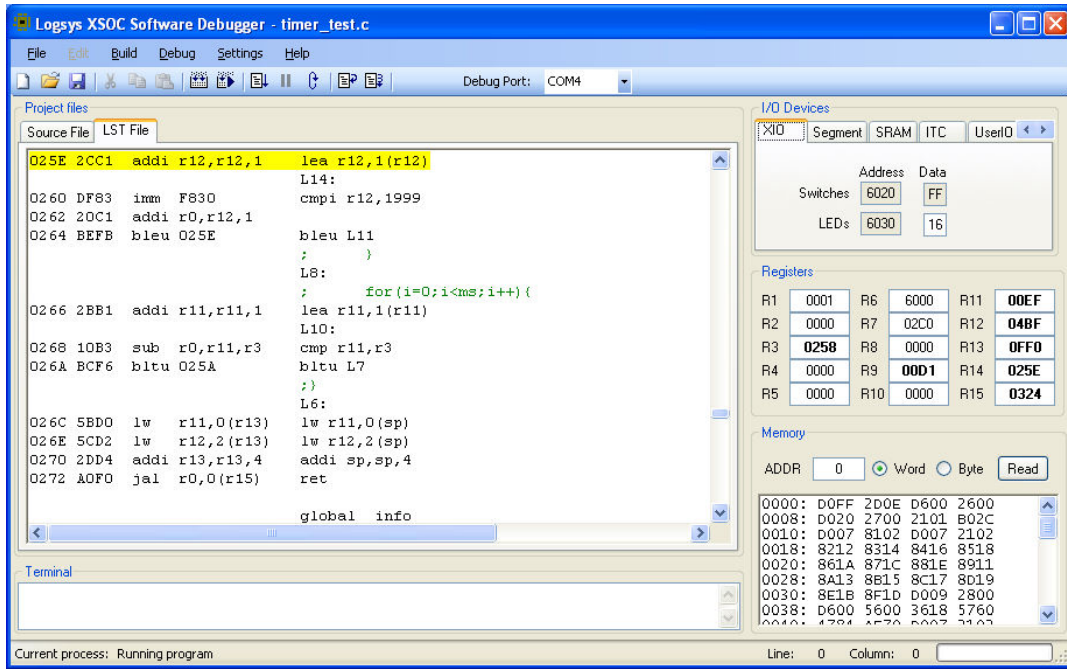 Logsys XSOC Software Debugger - timer_test.c
File Edit Build Debug Settings Help
Debug Port: COM4
Project files
Source File LST File
025E 2CC1 addi r12,r12,1 lea r12,1(r12)
L14:
0260 DF83 imm F830 cmpi r12,1999
0262 20C1 addi r0,r12,1
0264 BEFB bleu 025E bleu L11
; }
L8:
; for(i=0;i<ms;i++){
0266 2BB1 addi r11,r11,1 lea r11,1(r11)
L10:
0268 10B3 sub r0,r11,r3 cmp r11,r3
026A BCF6 bltu 025A bltu L7
;}
L6:
026C 5BD0 lw r11,0(r13) lw r11,0(sp)
026E 5CD2 lw r12,2(r13) lw r12,2(sp)
0270 2DD4 addi r13,r13,4 addi sp,sp,4
0272 A0F0 jal r0,0(r15) ret
global info
Terminal
I/O Devices
XIO Segment SRAM ITC UserIO
Address Data
Switches 6020 FF
LEDs 6030 16
Registers
R1 0001 R6 6000 R11 00EF
R2 0000 R7 02C0 R12 04BF
R3 0258 R8 0000 R13 0FF0
R4 0000 R9 00D1 R14 025E
R5 0000 R10 0000 R15 0324
Memory
ADDR 0 Word Byte Read
0000: D0FF 2D0E D600 2600
0008: D020 2700 2101 B02C
0010: D007 8102 D007 2102
0018: 8212 8314 8416 8518
0020: 861A 871C 881E 8911
0028: 8A13 8B15 8C17 8D19
0030: 8E1B 8F1D D009 2800
0038: D600 5600 3618 5760
Current process: Running program
Line: 0 Column: 0